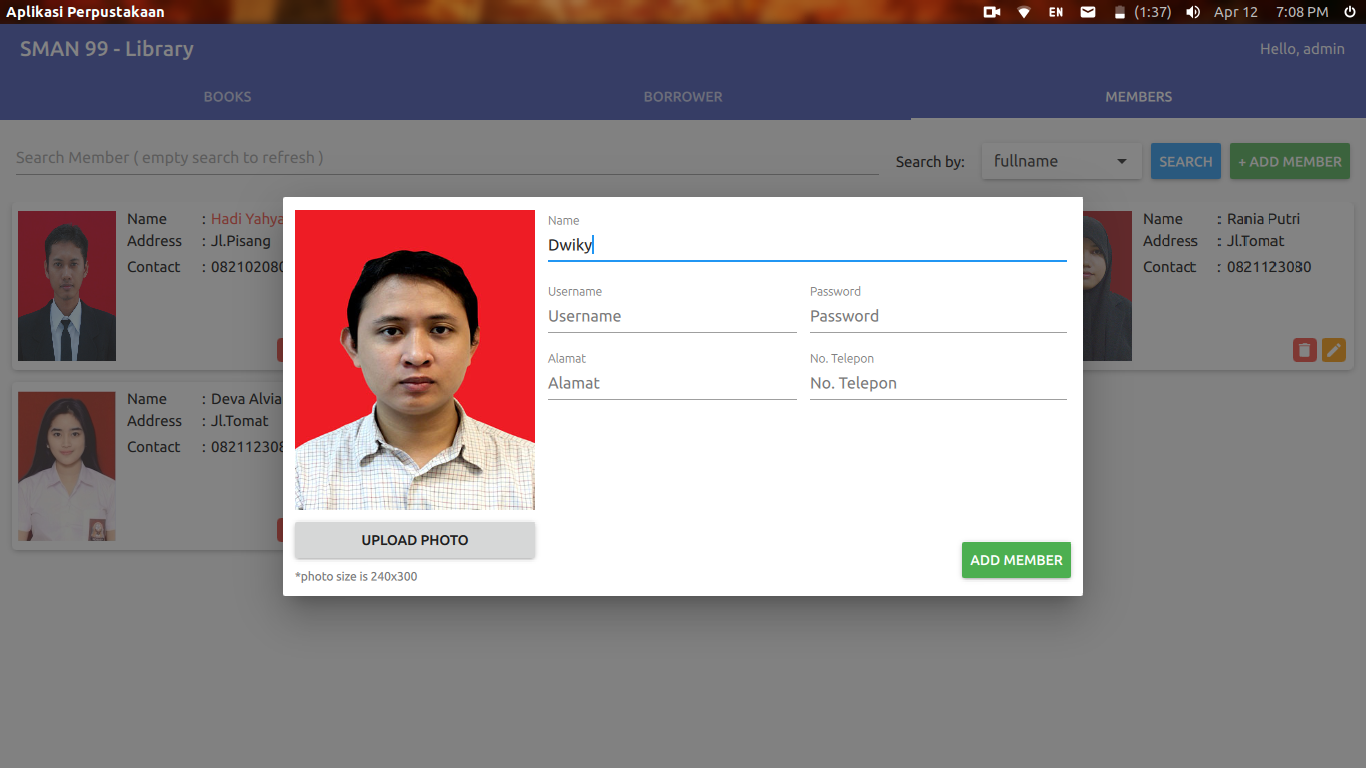 Aplikasi Perpustakaan
EN
(1:37)
Apr 12
7:08 PM
SMAN 99 - Library
Hello, admin
BOOKS
BORROWER
MEMBERS
Search Member ( empty search to refresh )
Search by:
fullname
SEARCH
+ ADD MEMBER
Name : Hadi Yahya
Address : Jl.Pisang
Contact : 082102080
Name : Deva Alvia
Address : Jl.Tomat
Contact : 082112308
Name : Rania Putri
Address : Jl.Tomat
Contact : 0821123080
Name
Dwiky
Username
Password
Username
Password
Alamat
No. Telepon
Alamat
No. Telepon
UPLOAD PHOTO
*photo size is 240x300
ADD MEMBER